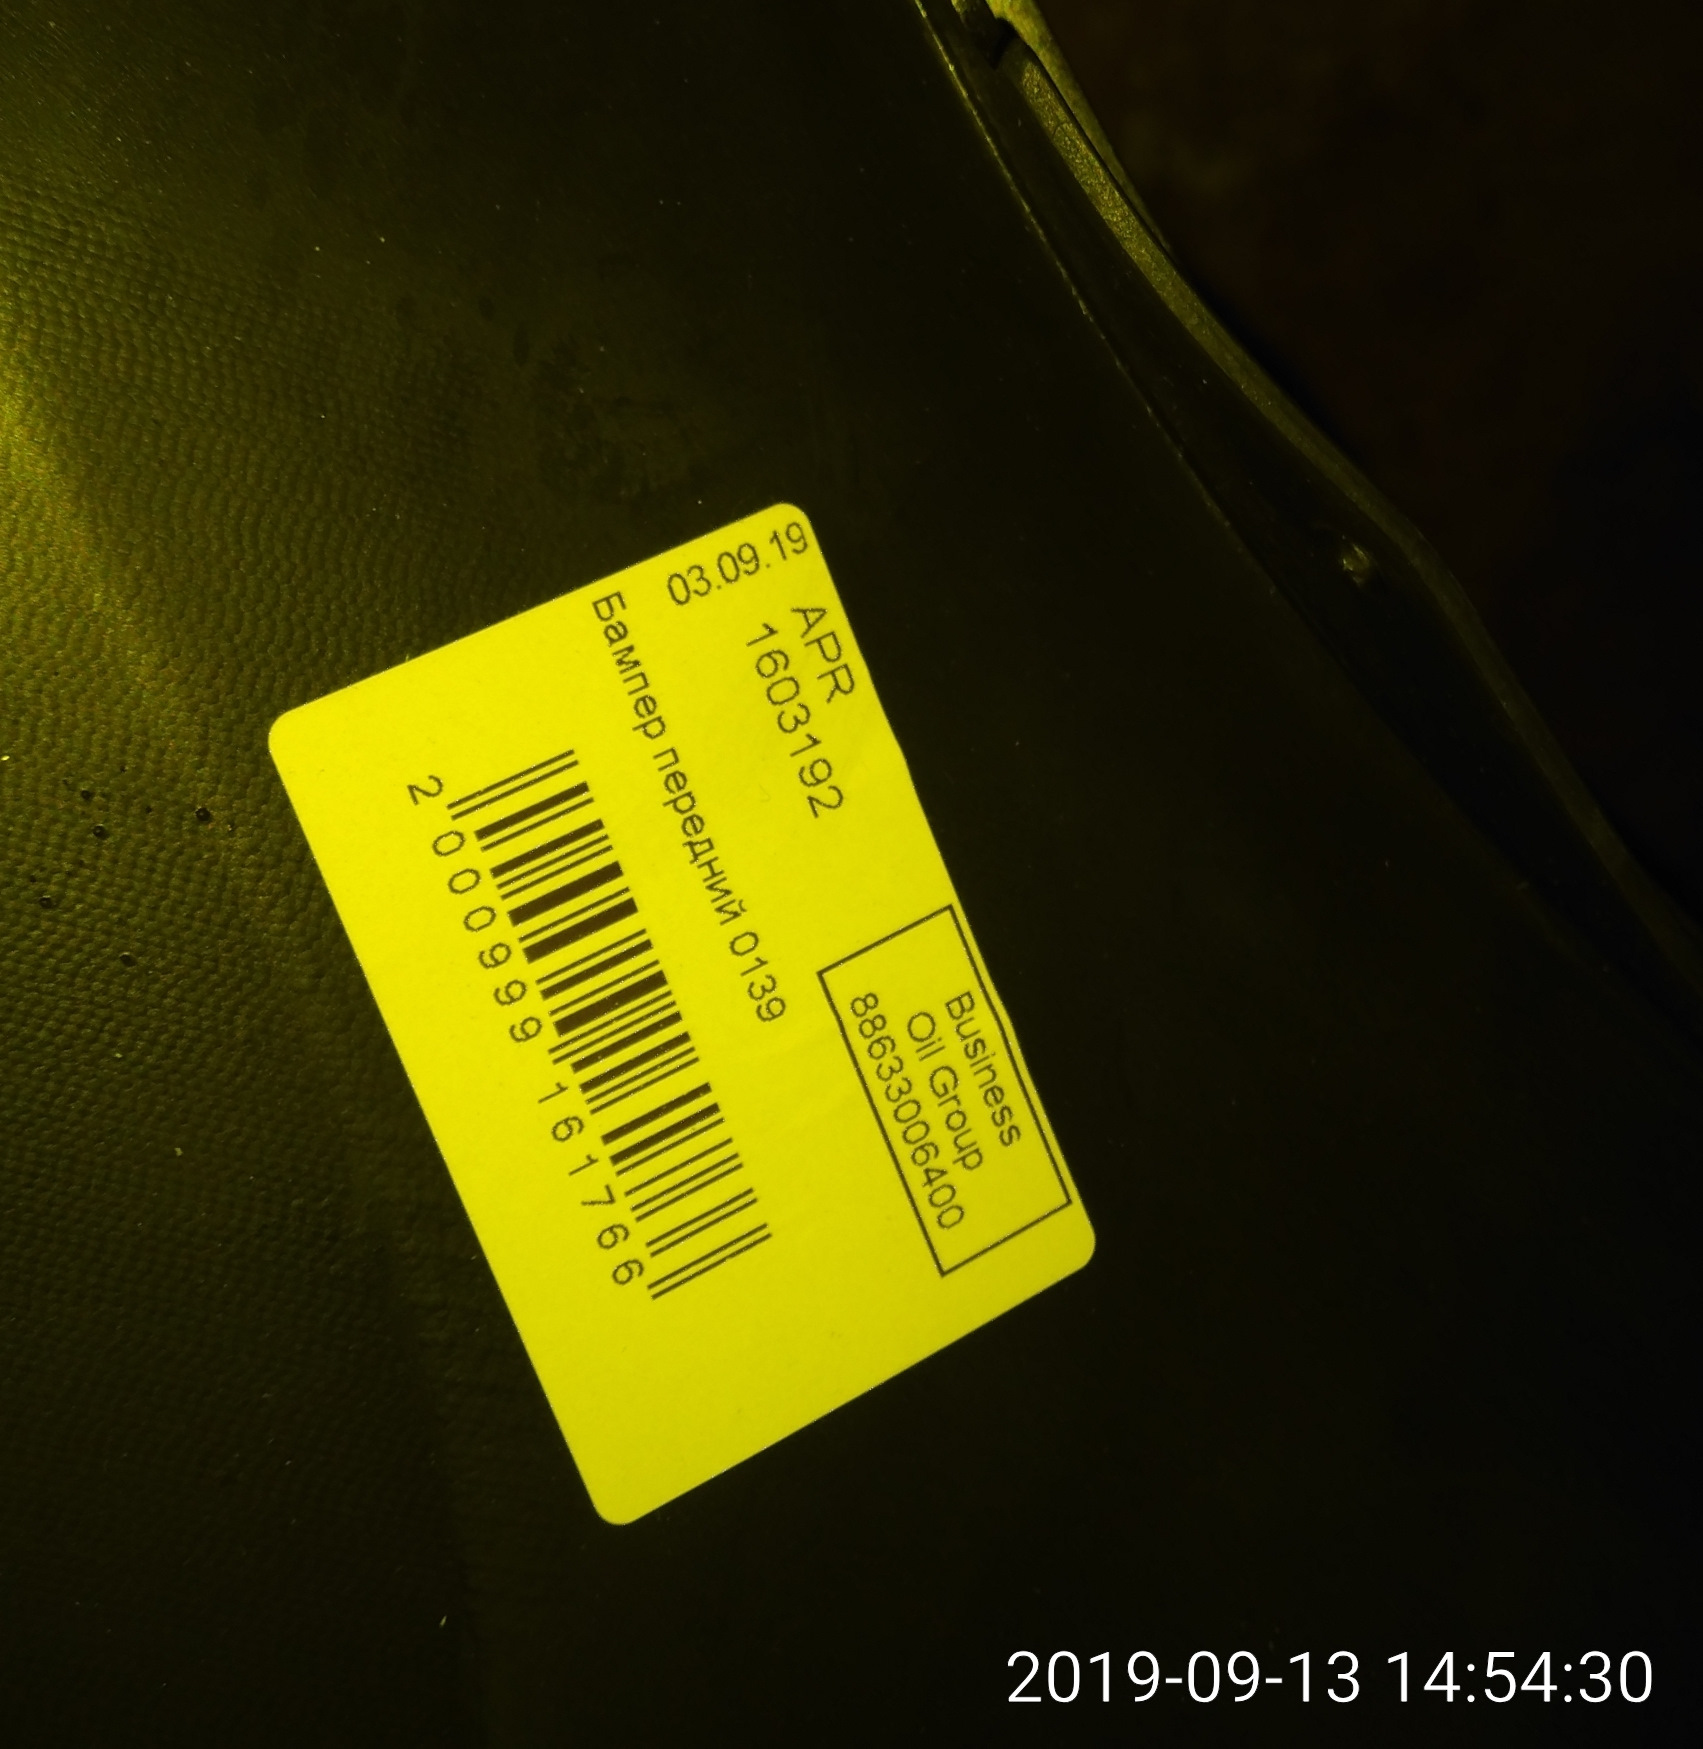 03.09.19
APR
1603192
Business
Oil Group
88633006400
Бампер передний 0139
2 000999 161766
2019-09-13 14:54:30